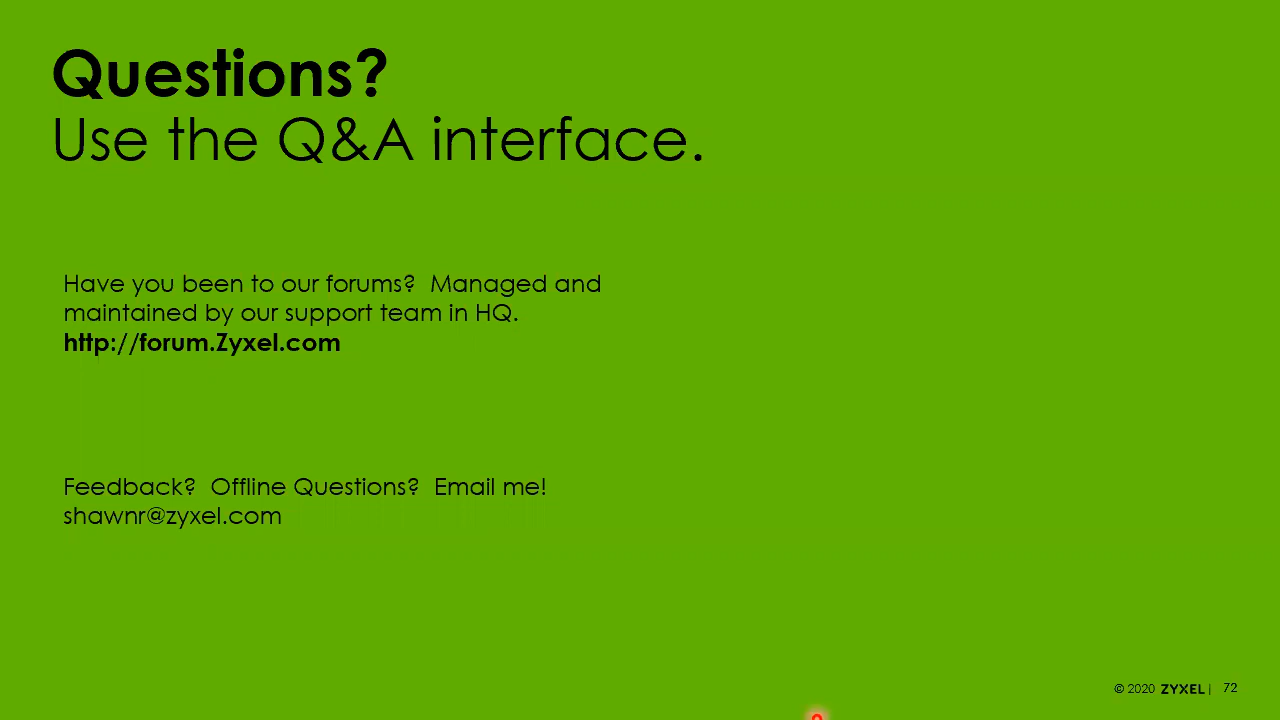 Questions?
Use the Q&A interface.
Have you been to our forums?  Managed and
maintained by our support team in HQ.
http://forum.Zyxel.com
Feedback?  Offline Questions?  Email me!
shawnr@zyxel.com
© 2020 ZYXEL | 72